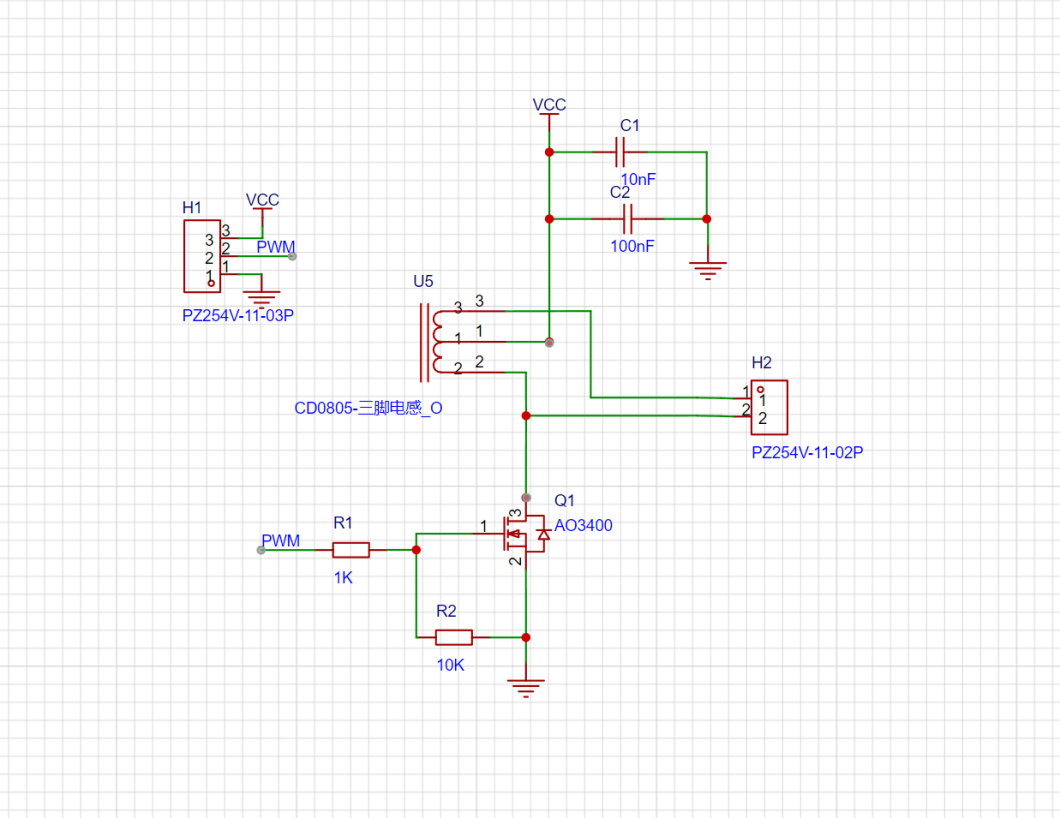 VCC
C1
10nF
C2
100nF
H1
VCC
3
3
2
PWM
2
1
1
PZ254V-11-03P
U5
3
3
1
1
2
2
CD0805-三脚电感_O
H2
1
1
2
2
PZ254V-11-02P
Q1
3
1
AO3400
2
R1
PWM
1K
R2
10K